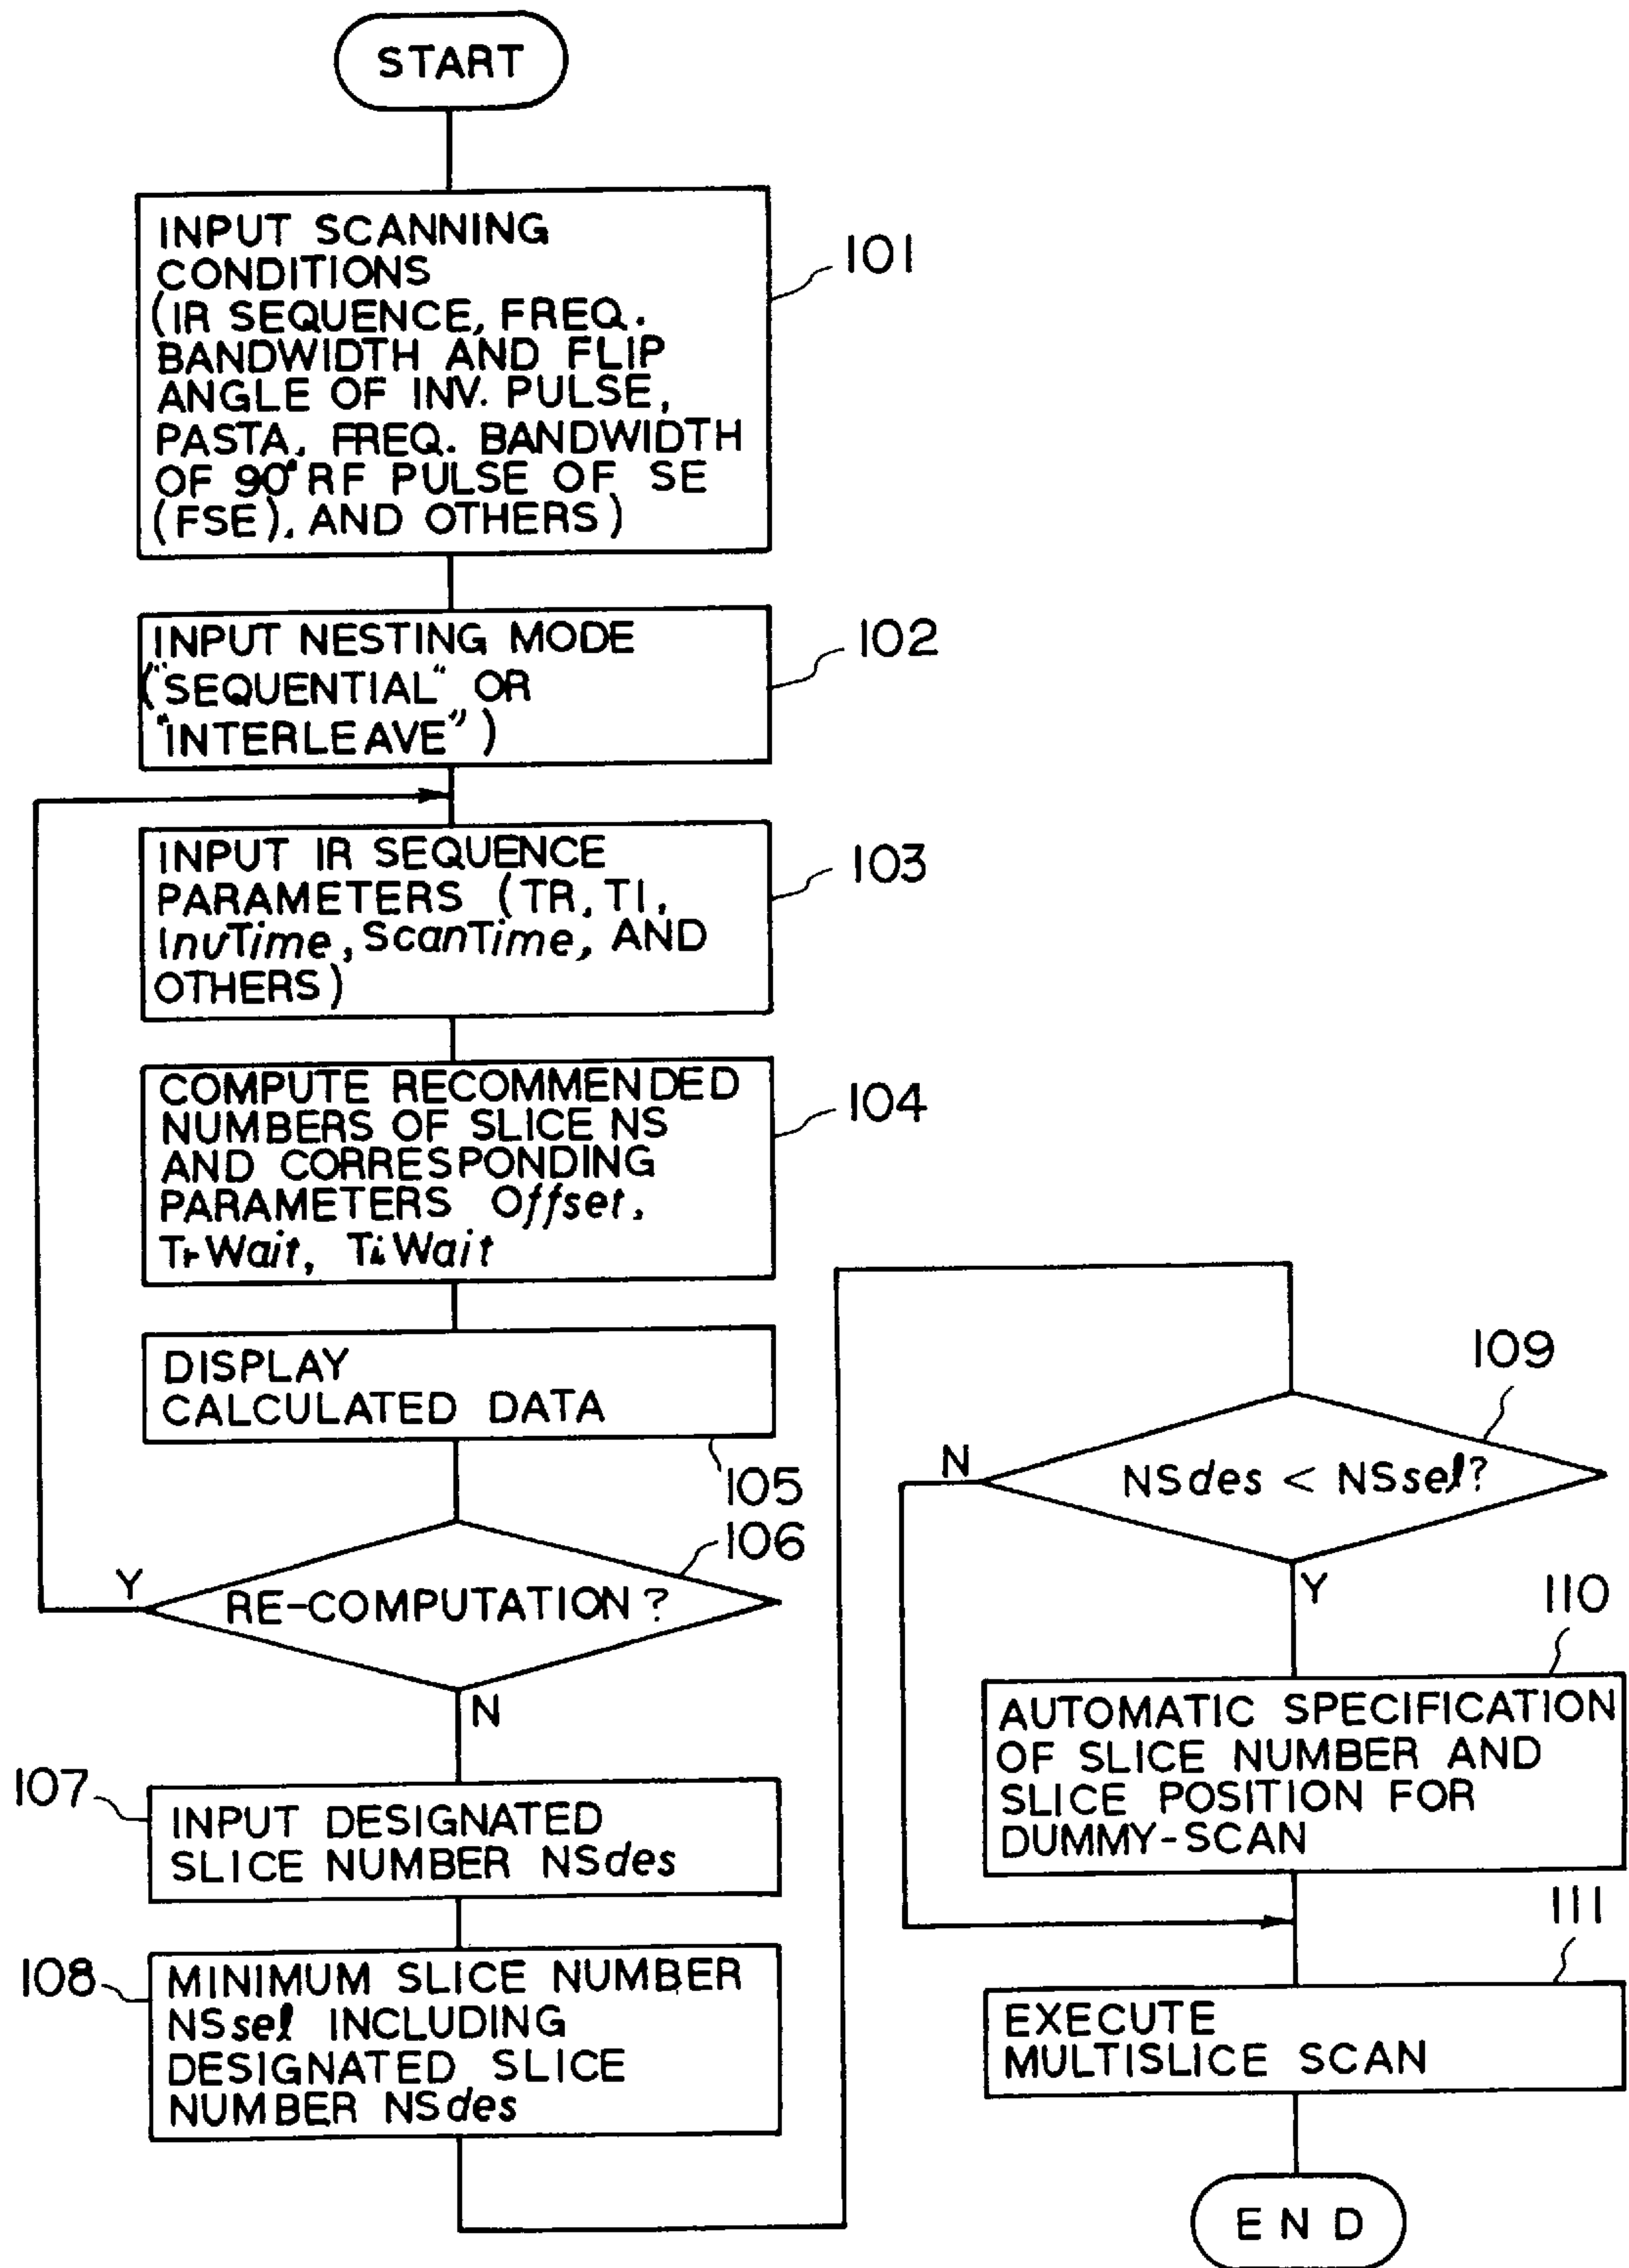 START
INPUT SCANNING
CONDITIONS
(IR SEQUENCE, FREQ.
BANDWIDTH AND FLIP
ANGLE OF INV. PULSE,
PASTA, FREQ. BANDWIDTH
OF 90° RF PULSE OF SE
(FSE), AND OTHERS)
101
INPUT NESTING MODE
("SEQUENTIAL" OR
"INTERLEAVE")
102
INPUT IR SEQUENCE
PARAMETERS (TR, TI,
InvTime, ScanTime, AND
OTHERS)
103
COMPUTE RECOMMENDED
NUMBERS OF SLICE NS
AND CORRESPONDING
PARAMETERS Offset,
TrWait, TiWait
104
DISPLAY
CALCULATED DATA
105
RE-COMPUTATION?
106
Y
N
107
INPUT DESIGNATED
SLICE NUMBER NSdes
108
MINIMUM SLICE NUMBER
NSsel INCLUDING
DESIGNATED SLICE
NUMBER NSdes
109
NSdes < NSsel?
N
Y
110
AUTOMATIC SPECIFICATION
OF SLICE NUMBER AND
SLICE POSITION FOR
DUMMY-SCAN
111
EXECUTE
MULTISLICE SCAN
END